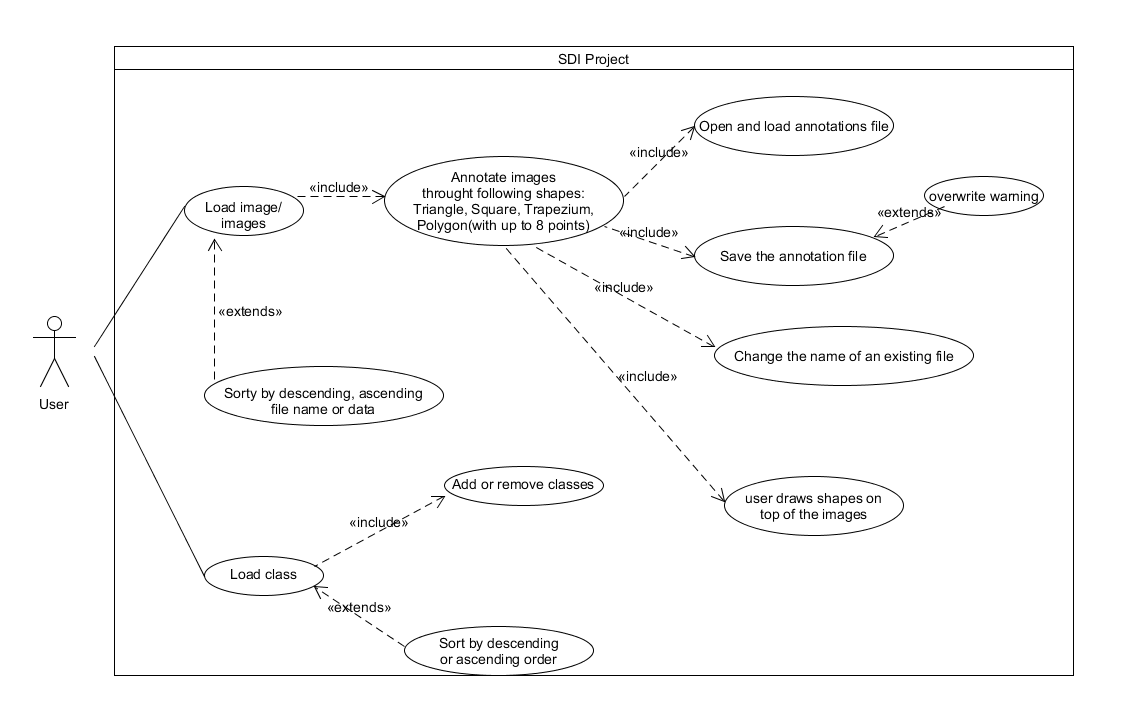 SDI Project
Open and load annotations file
«include»
Annotate images
throught following shapes:
Triangle, Square, Trapezium,
Polygon(with up to 8 points)
«include»
overwrite warning
«extends»
Load image/
images
«include»
Save the annotation file
«include»
«extends»
Change the name of an existing file
«include»
User
Sorty by descending, ascending
file name or data
Add or remove classes
user draws shapes on
top of the images
«include»
Load class
«extends»
Sort by descending
or ascending order